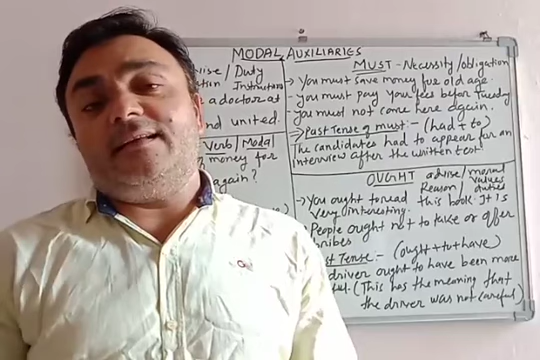 MODAL AUXILIARIES
ise / Duty
Instructions
a doctor at
nd united.
Verb / Modal
money for
again?
MUST - Necessity / obligation
→ You must save money for old age.
→ you must pay your fees before Tuesday
→ You must not come here again.
→ Past Tense of must :- (had + to)
The candidates had to appear for an
interview after the written test.
OUGHT advise / moral
Reason / values
duties
→ You ought to read this book. It is
very interesting.
People ought not to take or offer
bribes
st Tense :- (ought + to + have)
driver ought to have been more
ful. (This has the meaning that
the driver was not careful)